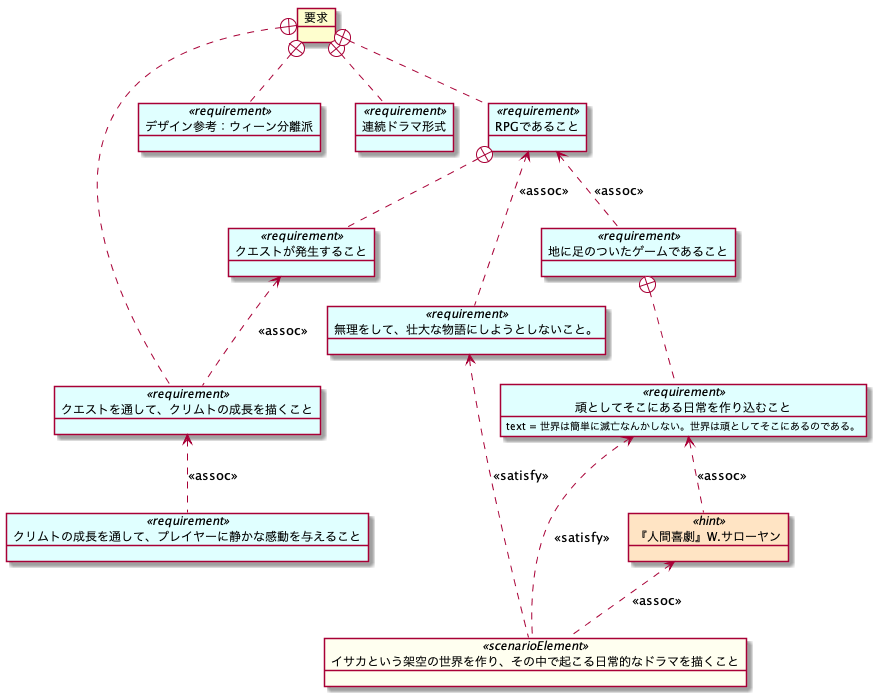 要求
«requirement»
デザイン参考：ウィーン分離派
«requirement»
連続ドラマ形式
«requirement»
RPGであること
«assoc»
«assoc»
«requirement»
クエストが発生すること
«requirement»
地に足のついたゲームであること
«assoc»
«requirement»
無理をして、壮大な物語にしようとしないこと。
«requirement»
クエストを通して、クリムトの成長を描くこと
«requirement»
頑としてそこにある日常を作り込むこと
text = 世界は簡単に滅亡なんかしない。世界は頑としてそこにあるのである。
«assoc»
«satisfy»
«assoc»
«requirement»
クリムトの成長を通して、プレイヤーに静かな感動を与えること
«satisfy»
«hint»
『人間喜劇』W.サローヤン
«assoc»
«scenarioElement»
イサカという架空の世界を作り、その中で起こる日常的なドラマを描くこと